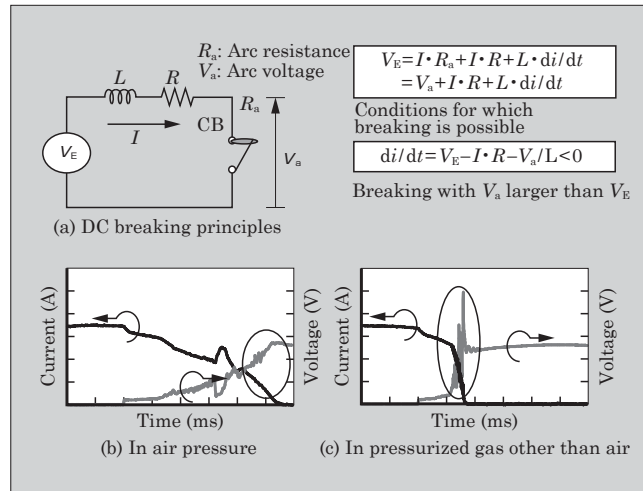 Rₐ: Arc resistance
Vₐ: Arc voltage
L
R
Rₐ
CB
I
V_E
Vₐ
(a) DC breaking principles
V_E=I•Rₐ+I•R+L•di/dt
=Vₐ+I•R+L•di/dt
Conditions for which
breaking is possible
di/dt=V_E−I•R−Vₐ/L<0
Breaking with Vₐ larger than V_E
Current (A)
Voltage (V)
Time (ms)
(b) In air pressure
Current (A)
Voltage (V)
Time (ms)
(c) In pressurized gas other than air